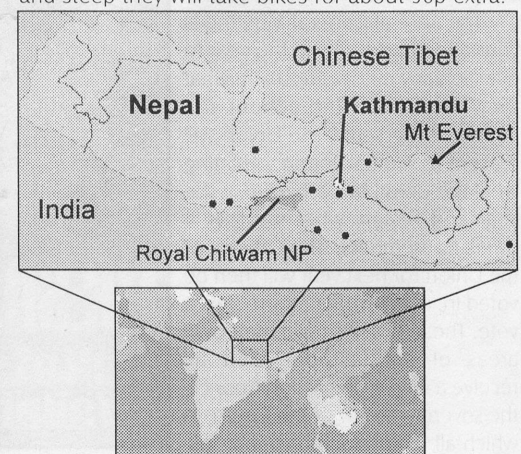 and steep they will take bikes for about 50p extra.
Chinese Tibet
Nepal
Kathmandu
Mt Everest
India
Royal Chitwam NP